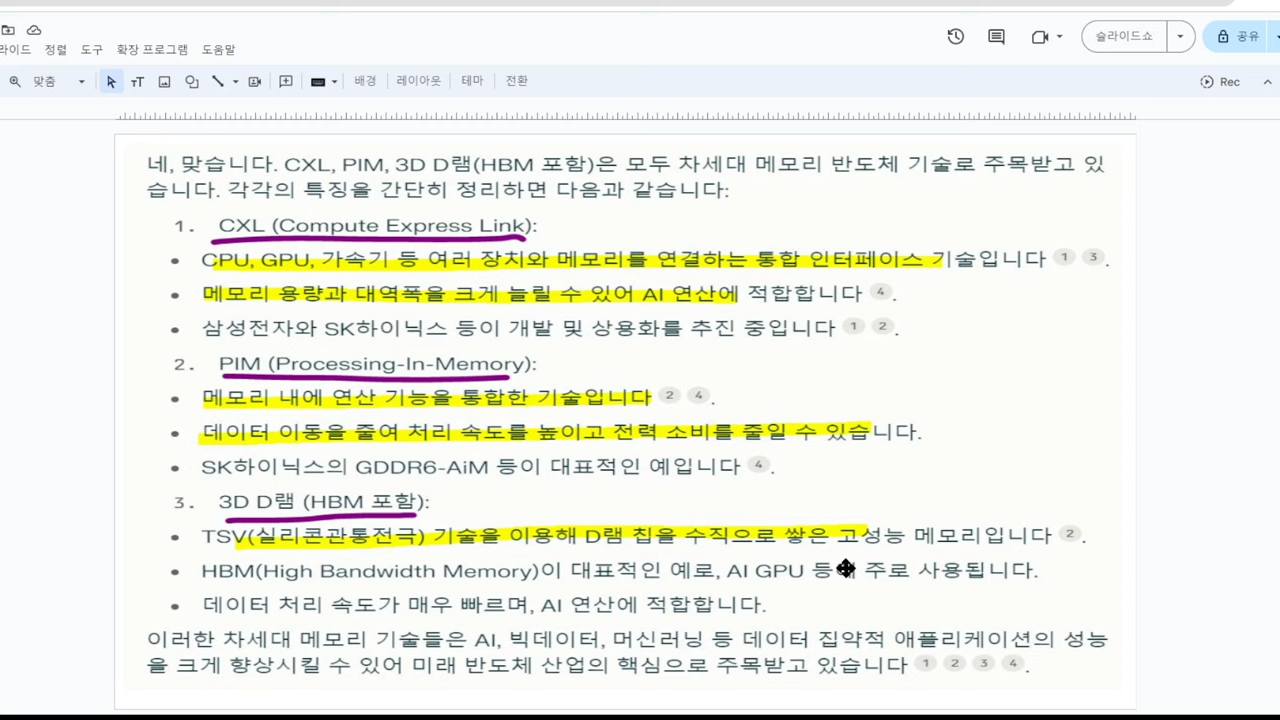 라이드 정렬 도구 확장 프로그램 도움말
슬라이드쇼
공유
맞춤
배경 레이아웃 테마 전환
Rec
네, 맞습니다. CXL, PIM, 3D D램(HBM 포함)은 모두 차세대 메모리 반도체 기술로 주목받고 있
습니다. 각각의 특징을 간단히 정리하면 다음과 같습니다:
1. CXL (Compute Express Link):
• CPU, GPU, 가속기 등 여러 장치와 메모리를 연결하는 통합 인터페이스 기술입니다 1 3.
• 메모리 용량과 대역폭을 크게 늘릴 수 있어 AI 연산에 적합합니다 4.
• 삼성전자와 SK하이닉스 등이 개발 및 상용화를 추진 중입니다 1 2.
2. PIM (Processing-In-Memory):
• 메모리 내에 연산 기능을 통합한 기술입니다 2 4.
• 데이터 이동을 줄여 처리 속도를 높이고 전력 소비를 줄일 수 있습니다.
• SK하이닉스의 GDDR6-AiM 등이 대표적인 예입니다 4.
3. 3D D램 (HBM 포함):
• TSV(실리콘관통전극) 기술을 이용해 D램 칩을 수직으로 쌓은 고성능 메모리입니다 2.
• HBM(High Bandwidth Memory)이 대표적인 예로, AI GPU 주로 사용됩니다.
• 데이터 처리 속도가 매우 빠르며, AI 연산에 적합합니다.
이러한 차세대 메모리 기술들은 AI, 빅데이터, 머신러닝 등 데이터 집약적 애플리케이션의 성능
을 크게 향상시킬 수 있어 미래 반도체 산업의 핵심으로 주목받고 있습니다 1 2 3 4.